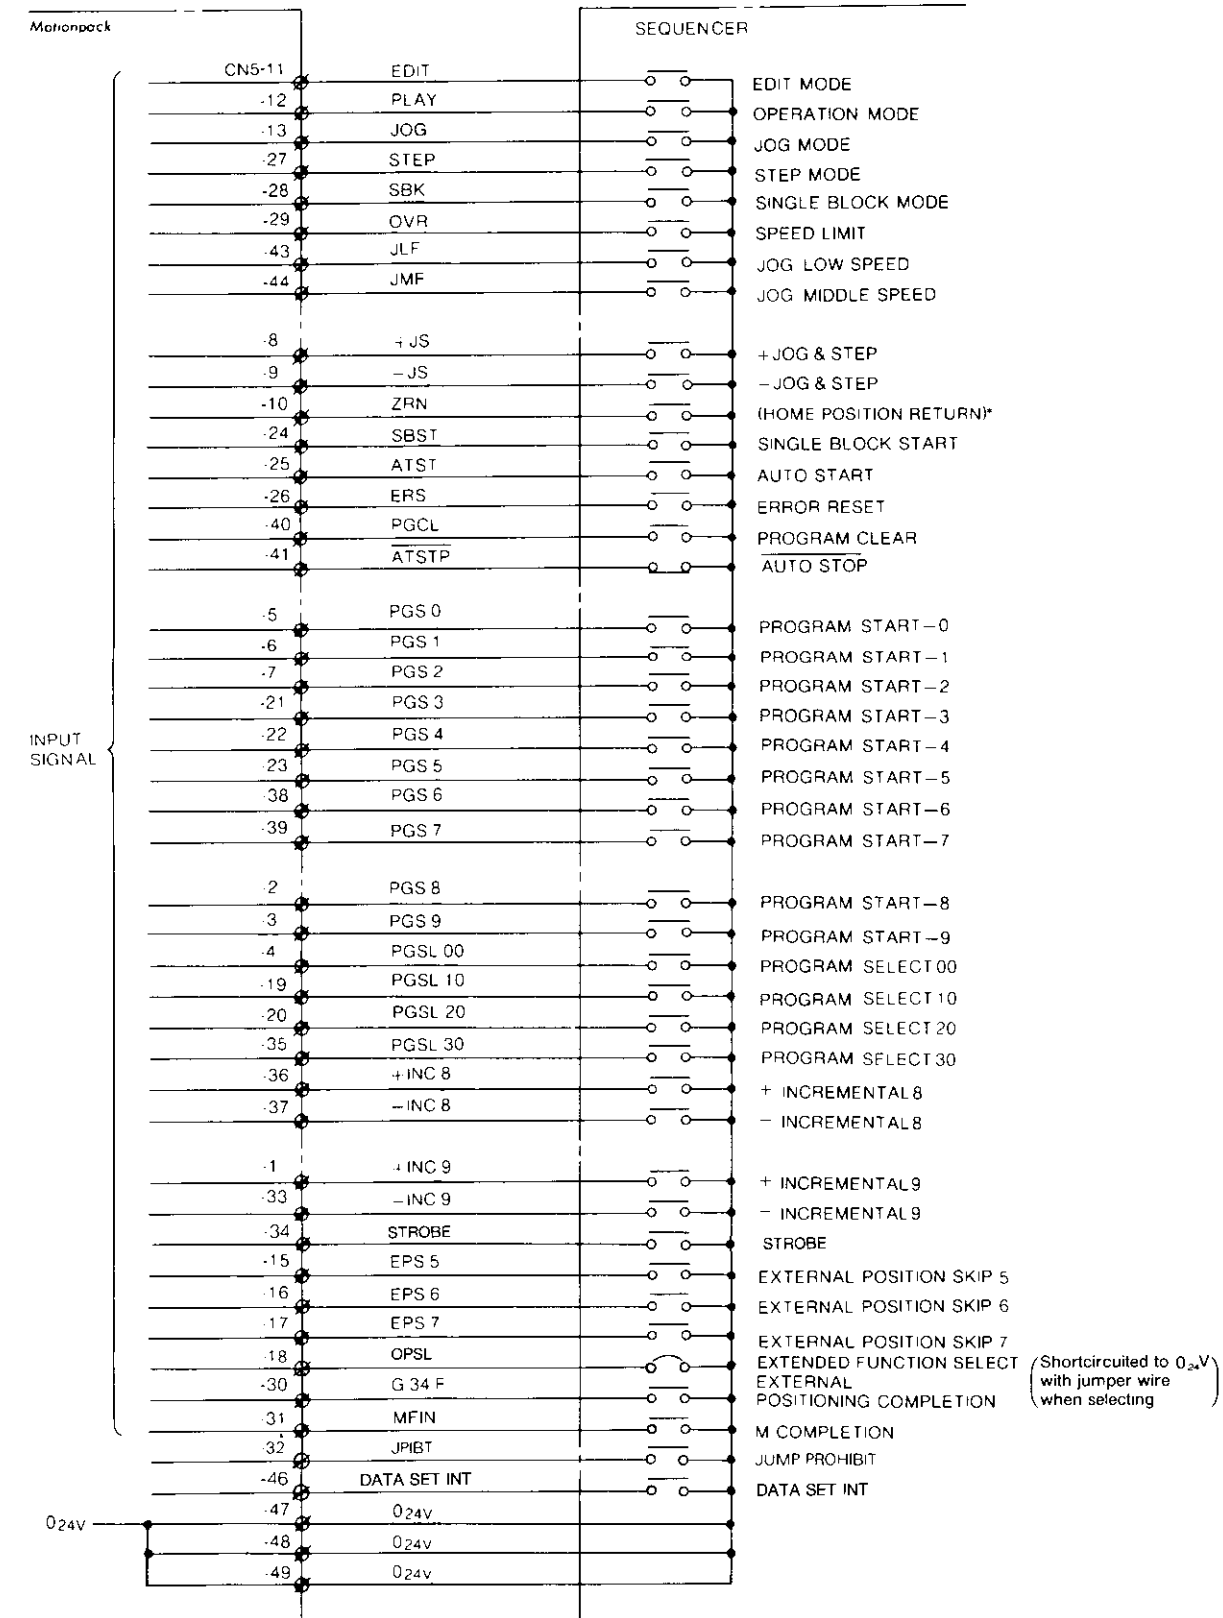 Motionpack
SEQUENCER
CN5-11 EDIT EDIT MODE
-12 PLAY OPERATION MODE
-13 JOG JOG MODE
-27 STEP STEP MODE
-28 SBK SINGLE BLOCK MODE
-29 OVR SPEED LIMIT
-43 JLF JOG LOW SPEED
-44 JMF JOG MIDDLE SPEED
-8 +JS +JOG & STEP
-9 -JS -JOG & STEP
-10 ZRN (HOME POSITION RETURN)*
-24 SBST SINGLE BLOCK START
-25 ATST AUTO START
-26 ERS ERROR RESET
-40 PGCL PROGRAM CLEAR
-41 ATSTP AUTO STOP
-5 PGS 0 PROGRAM START-0
-6 PGS 1 PROGRAM START-1
-7 PGS 2 PROGRAM START-2
-21 PGS 3 PROGRAM START-3
INPUT SIGNAL
-22 PGS 4 PROGRAM START-4
-23 PGS 5 PROGRAM START-5
-38 PGS 6 PROGRAM START-6
-39 PGS 7 PROGRAM START-7
-2 PGS 8 PROGRAM START-8
-3 PGS 9 PROGRAM START-9
-4 PGSL 00 PROGRAM SELECT 00
-19 PGSL 10 PROGRAM SELECT 10
-20 PGSL 20 PROGRAM SELECT 20
-35 PGSL 30 PROGRAM SELECT 30
-36 +INC 8 + INCREMENTAL 8
-37 -INC 8 - INCREMENTAL 8
-1 +INC 9 + INCREMENTAL 9
-33 -INC 9 - INCREMENTAL 9
-34 STROBE STROBE
-15 EPS 5 EXTERNAL POSITION SKIP 5
-16 EPS 6 EXTERNAL POSITION SKIP 6
-17 EPS 7 EXTERNAL POSITION SKIP 7
-18 OPSL EXTENDED FUNCTION SELECT (Shortcircuited to 0₂₄V
with jumper wire
when selecting)
-30 G 34 F EXTERNAL
POSITIONING COMPLETION
-31 MFIN M COMPLETION
-32 JPIBT JUMP PROHIBIT
-46 DATA SET INT DATA SET INT
0₂₄V -47 0₂₄V
-48 0₂₄V
-49 0₂₄V